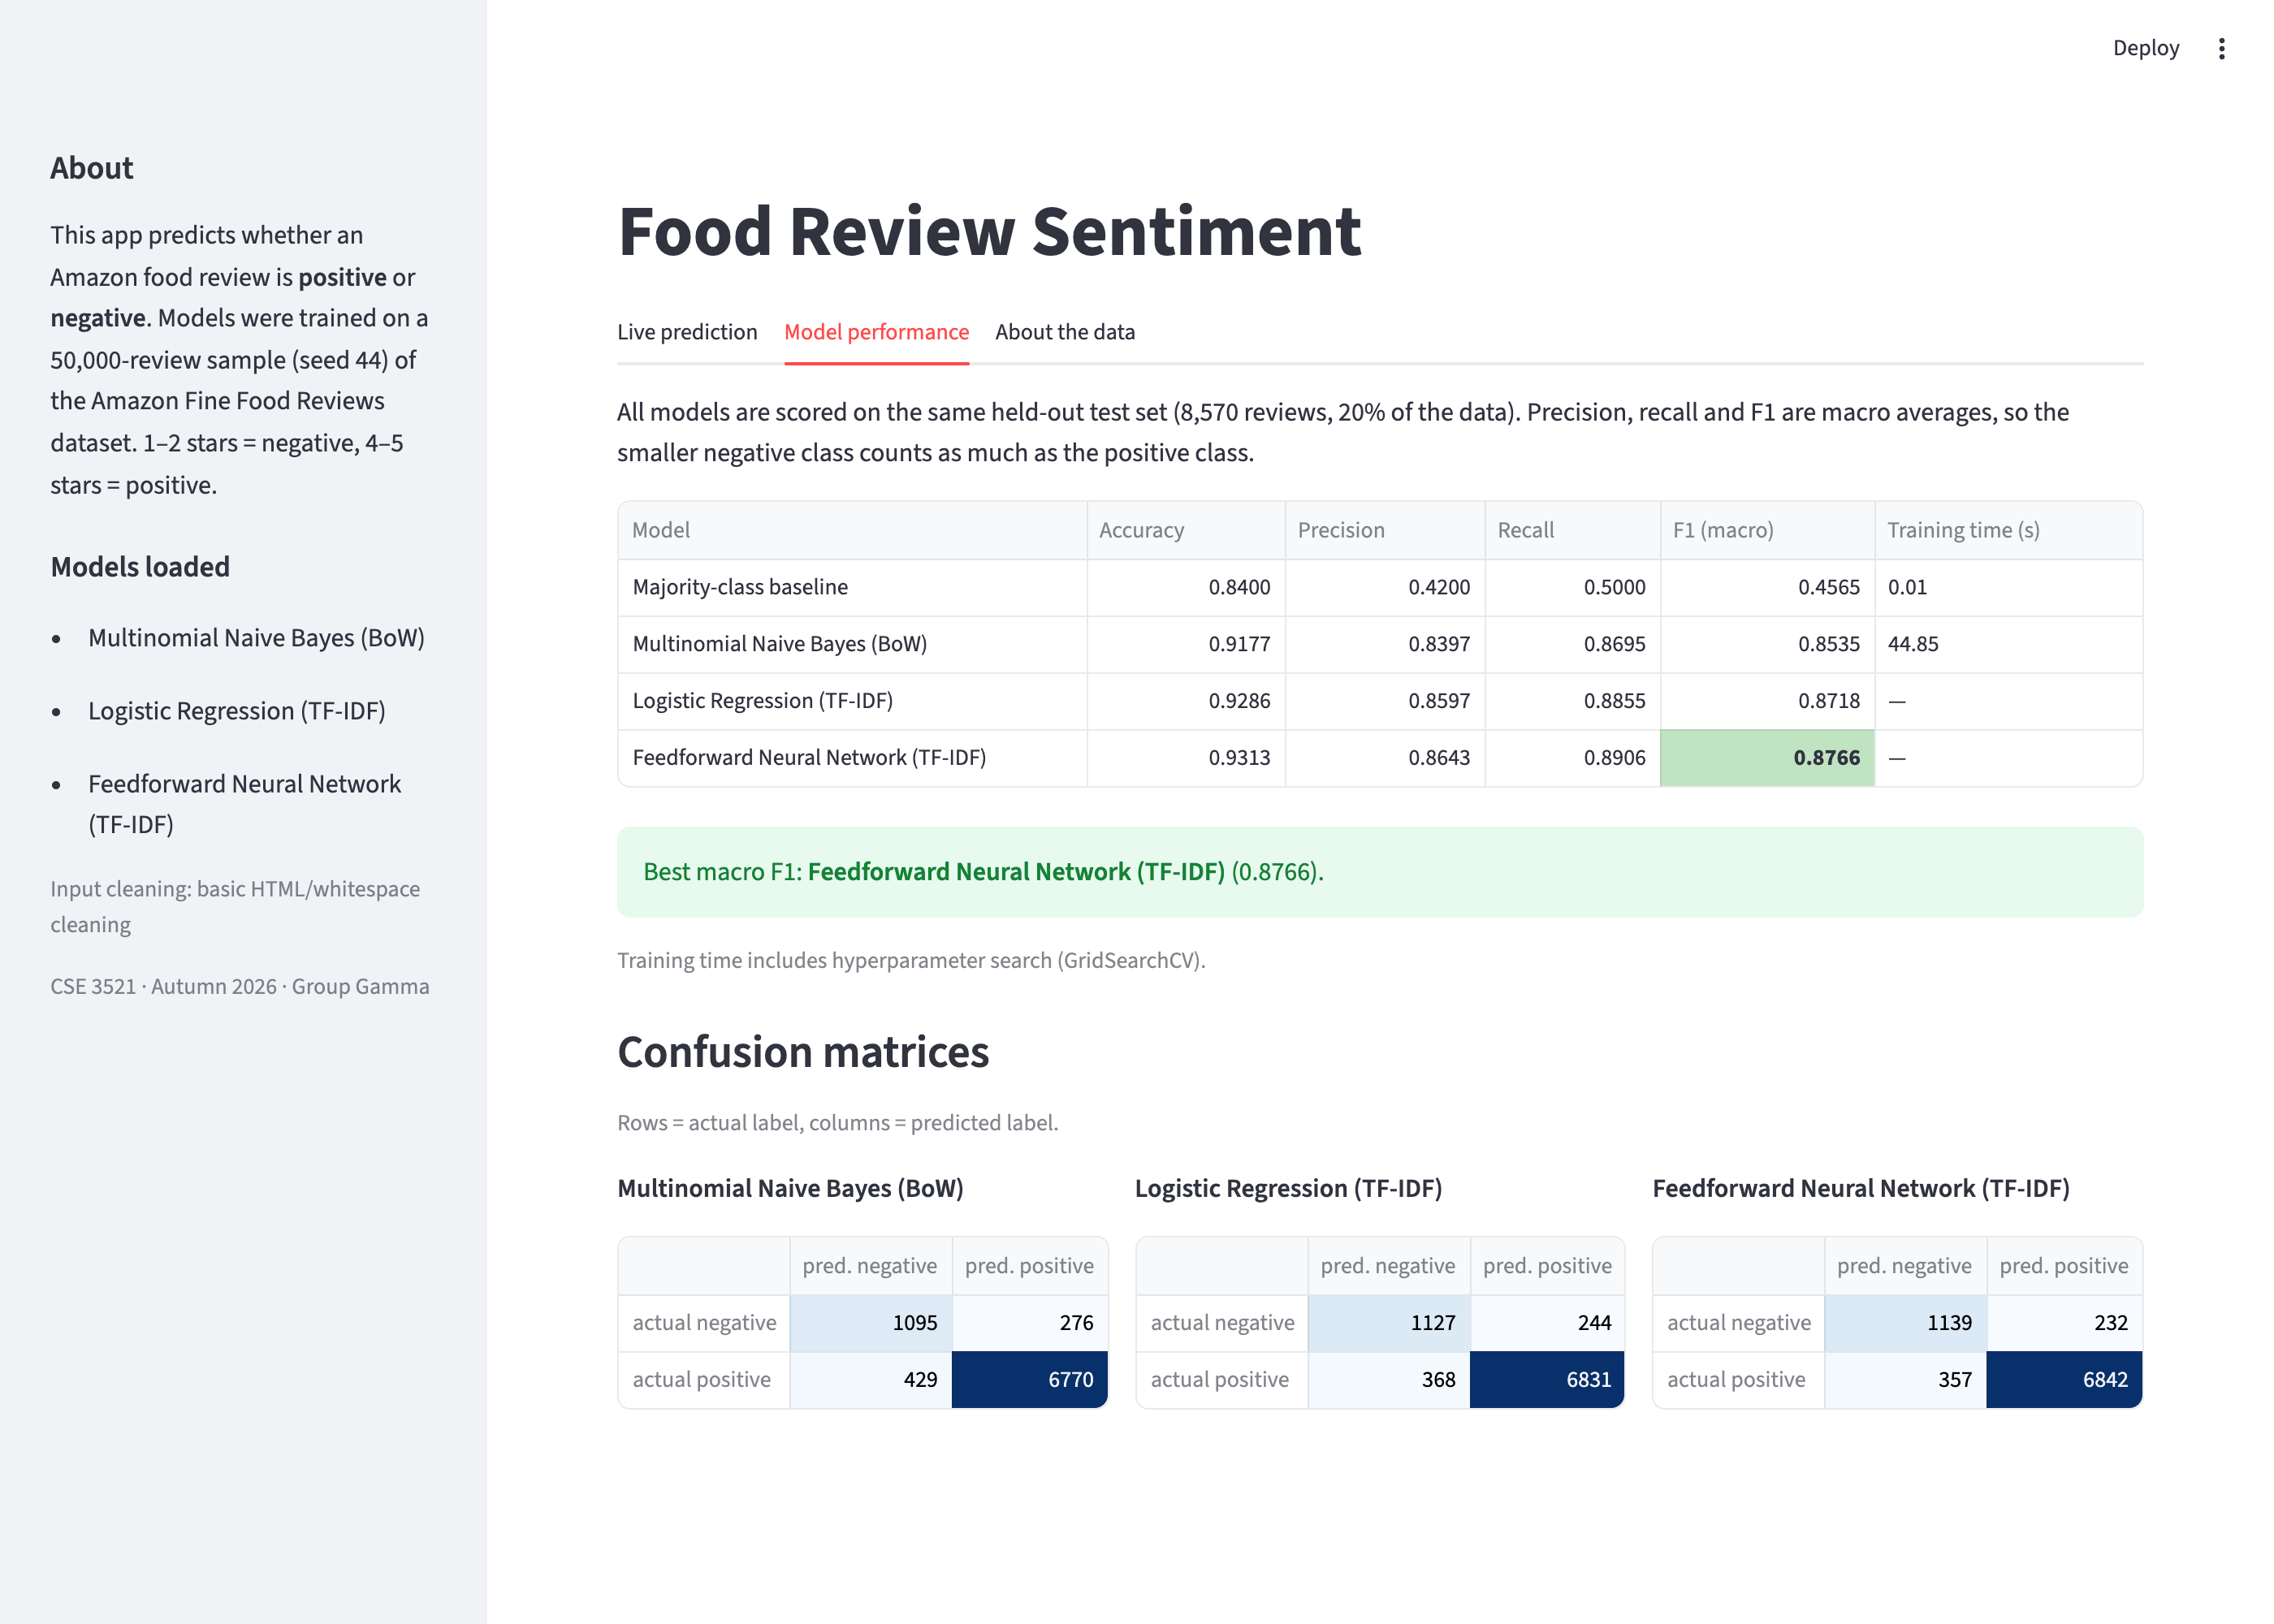 Deploy
About
This app predicts whether an
Amazon food review is positive or
negative. Models were trained on a
50,000-review sample (seed 44) of
the Amazon Fine Food Reviews
dataset. 1–2 stars = negative, 4–5
stars = positive.
Models loaded
• Multinomial Naive Bayes (BoW)
• Logistic Regression (TF-IDF)
• Feedforward Neural Network
(TF-IDF)
Input cleaning: basic HTML/whitespace
cleaning
CSE 3521 · Autumn 2026 · Group Gamma
Food Review Sentiment
Live prediction Model performance About the data
All models are scored on the same held-out test set (8,570 reviews, 20% of the data). Precision, recall and F1 are macro averages, so the
smaller negative class counts as much as the positive class.
Model Accuracy Precision Recall F1 (macro) Training time (s)
Majority-class baseline 0.8400 0.4200 0.5000 0.4565 0.01
Multinomial Naive Bayes (BoW) 0.9177 0.8397 0.8695 0.8535 44.85
Logistic Regression (TF-IDF) 0.9286 0.8597 0.8855 0.8718 —
Feedforward Neural Network (TF-IDF) 0.9313 0.8643 0.8906 0.8766 —
Best macro F1: Feedforward Neural Network (TF-IDF) (0.8766).
Training time includes hyperparameter search (GridSearchCV).
Confusion matrices
Rows = actual label, columns = predicted label.
Multinomial Naive Bayes (BoW)
pred. negative pred. positive
actual negative 1095 276
actual positive 429 6770
Logistic Regression (TF-IDF)
pred. negative pred. positive
actual negative 1127 244
actual positive 368 6831
Feedforward Neural Network (TF-IDF)
pred. negative pred. positive
actual negative 1139 232
actual positive 357 6842